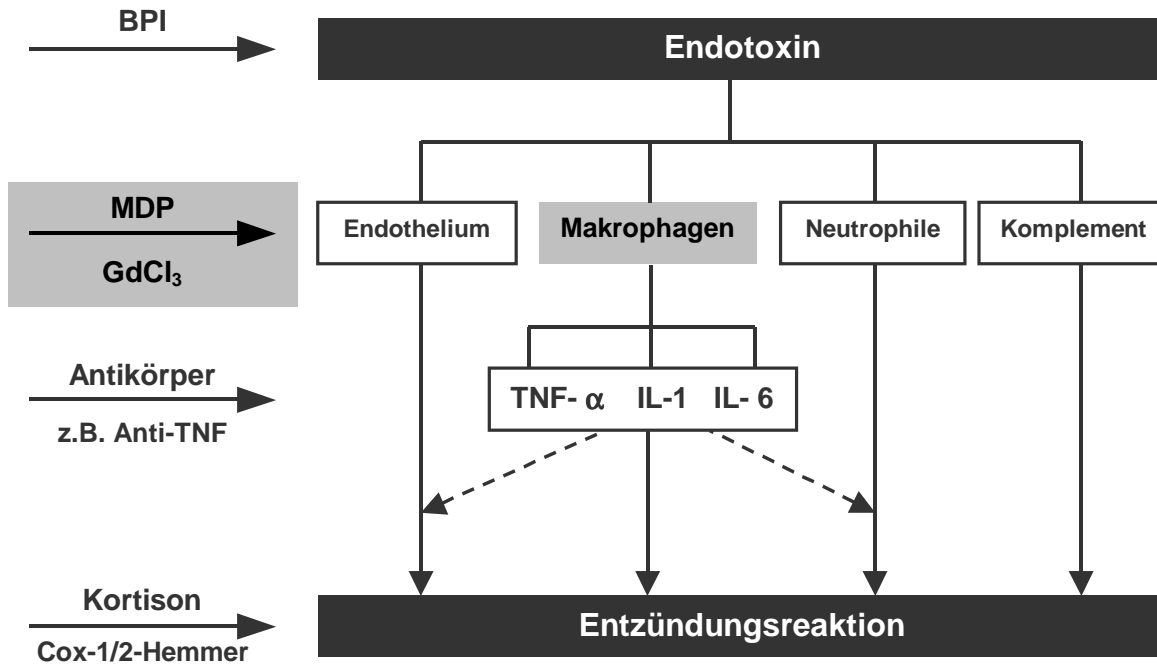 BPI
Endotoxin
MDP
GdCl₃
Endothelium
Makrophagen
Neutrophile
Komplement
Antikörper
z.B. Anti-TNF
TNF- α IL-1 IL- 6
Kortison
Cox-1/2-Hemmer
Entzündungsreaktion